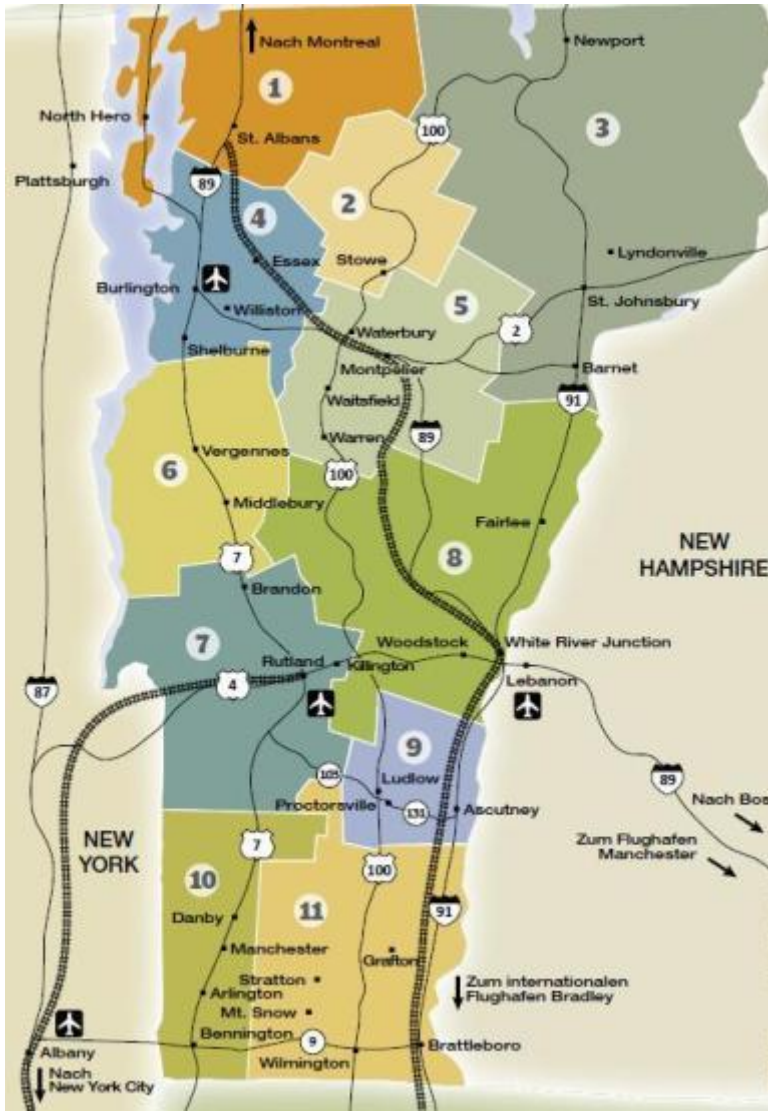 Nach Montreal
Newport
1
North Hero
100
3
St. Albans
Plattsburgh
89
2
4
Lyndonville
Essex
Stowe
Burlington
St. Johnsbury
5
Williston
2
Waterbury
Shelburne
Montpelier
Barnet
Waitsfield
91
Warren
89
Vergennes
6
100
Middlebury
Fairlee
NEW
HAMPSHIRE
7
8
Brandon
7
Woodstock
White River Junction
Rutland
Killington
Lebanon
87
4
9
103
Ludlow
89
Proctorsville
131
Ascutney
Nach Bos
NEW
YORK
Zum Flughafen
Manchester
7
100
10
11
91
Danby
Manchester
Grafton
Stratton
Zum internationalen
Flughafen Bradley
Arlington
Mt. Snow
Bennington
9
Albany
Wilmington
Brattleboro
Nach
New York City